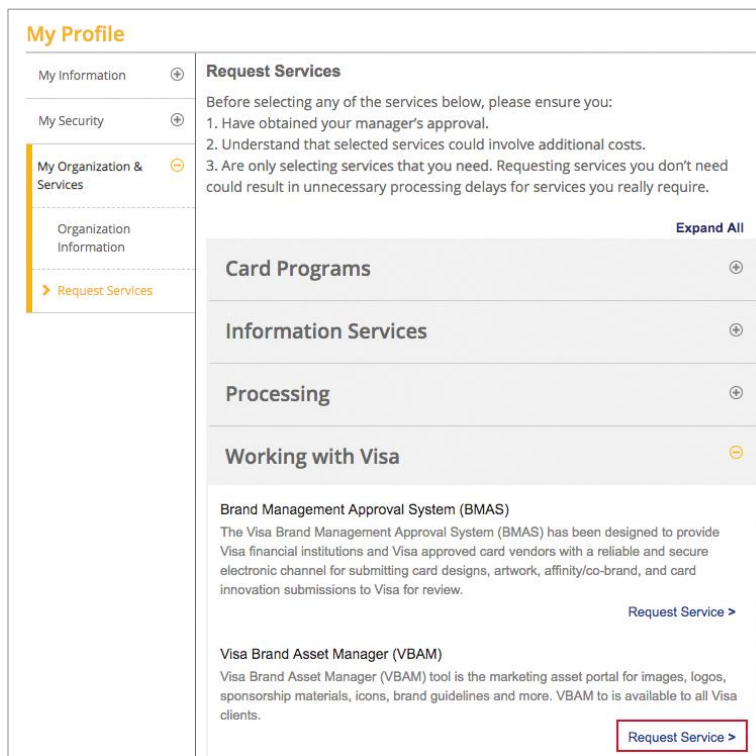 My Profile
My Information
My Security
My Organization &
Services
Organization
Information
Request Services
Request Services
Before selecting any of the services below, please ensure you:
1. Have obtained your manager's approval.
2. Understand that selected services could involve additional costs.
3. Are only selecting services that you need. Requesting services you don't need
could result in unnecessary processing delays for services you really require.
Expand All
Card Programs
Information Services
Processing
Working with Visa
Brand Management Approval System (BMAS)
The Visa Brand Management Approval System (BMAS) has been designed to provide
Visa financial institutions and Visa approved card vendors with a reliable and secure
electronic channel for submitting card designs, artwork, affinity/co-brand, and card
innovation submissions to Visa for review.
Request Service >
Visa Brand Asset Manager (VBAM)
Visa Brand Asset Manager (VBAM) tool is the marketing asset portal for images, logos,
sponsorship materials, icons, brand guidelines and more. VBAM to is available to all Visa
clients.
Request Service >